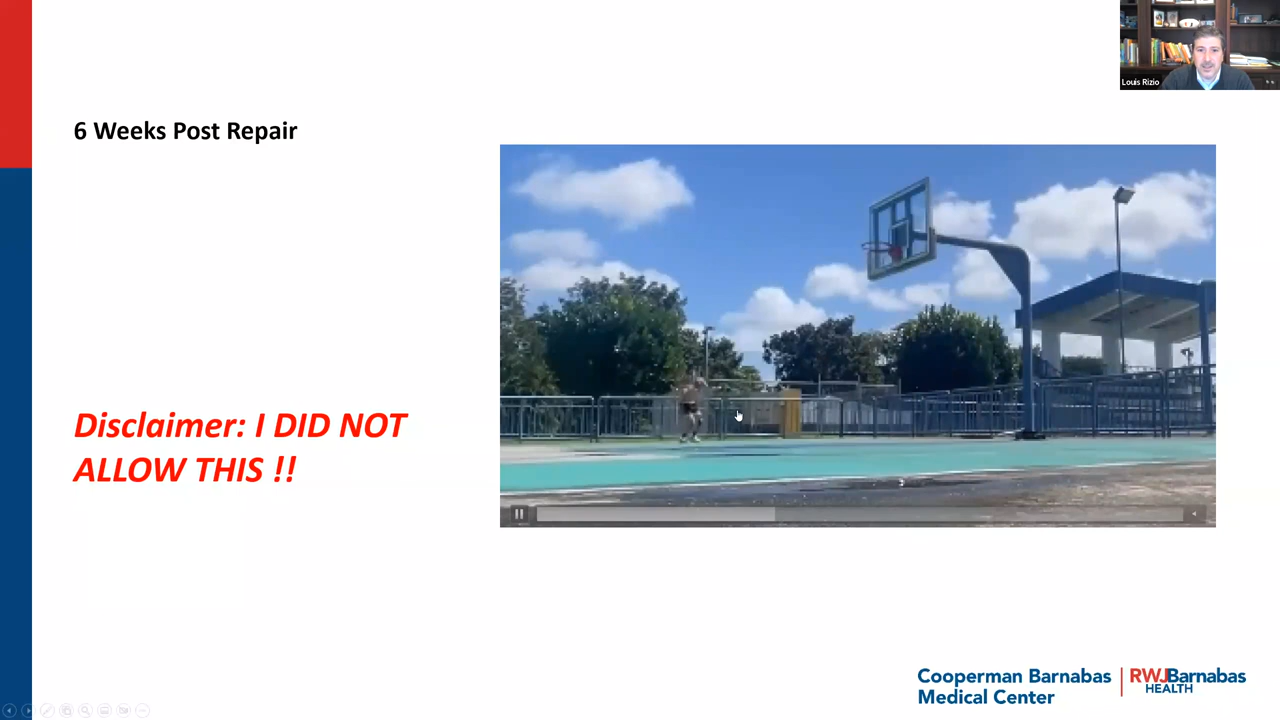 Louis Rizio
6 Weeks Post Repair
Disclaimer: I DID NOT
ALLOW THIS !!
Cooperman Barnabas
Medical Center
RWJBarnabas
HEALTH